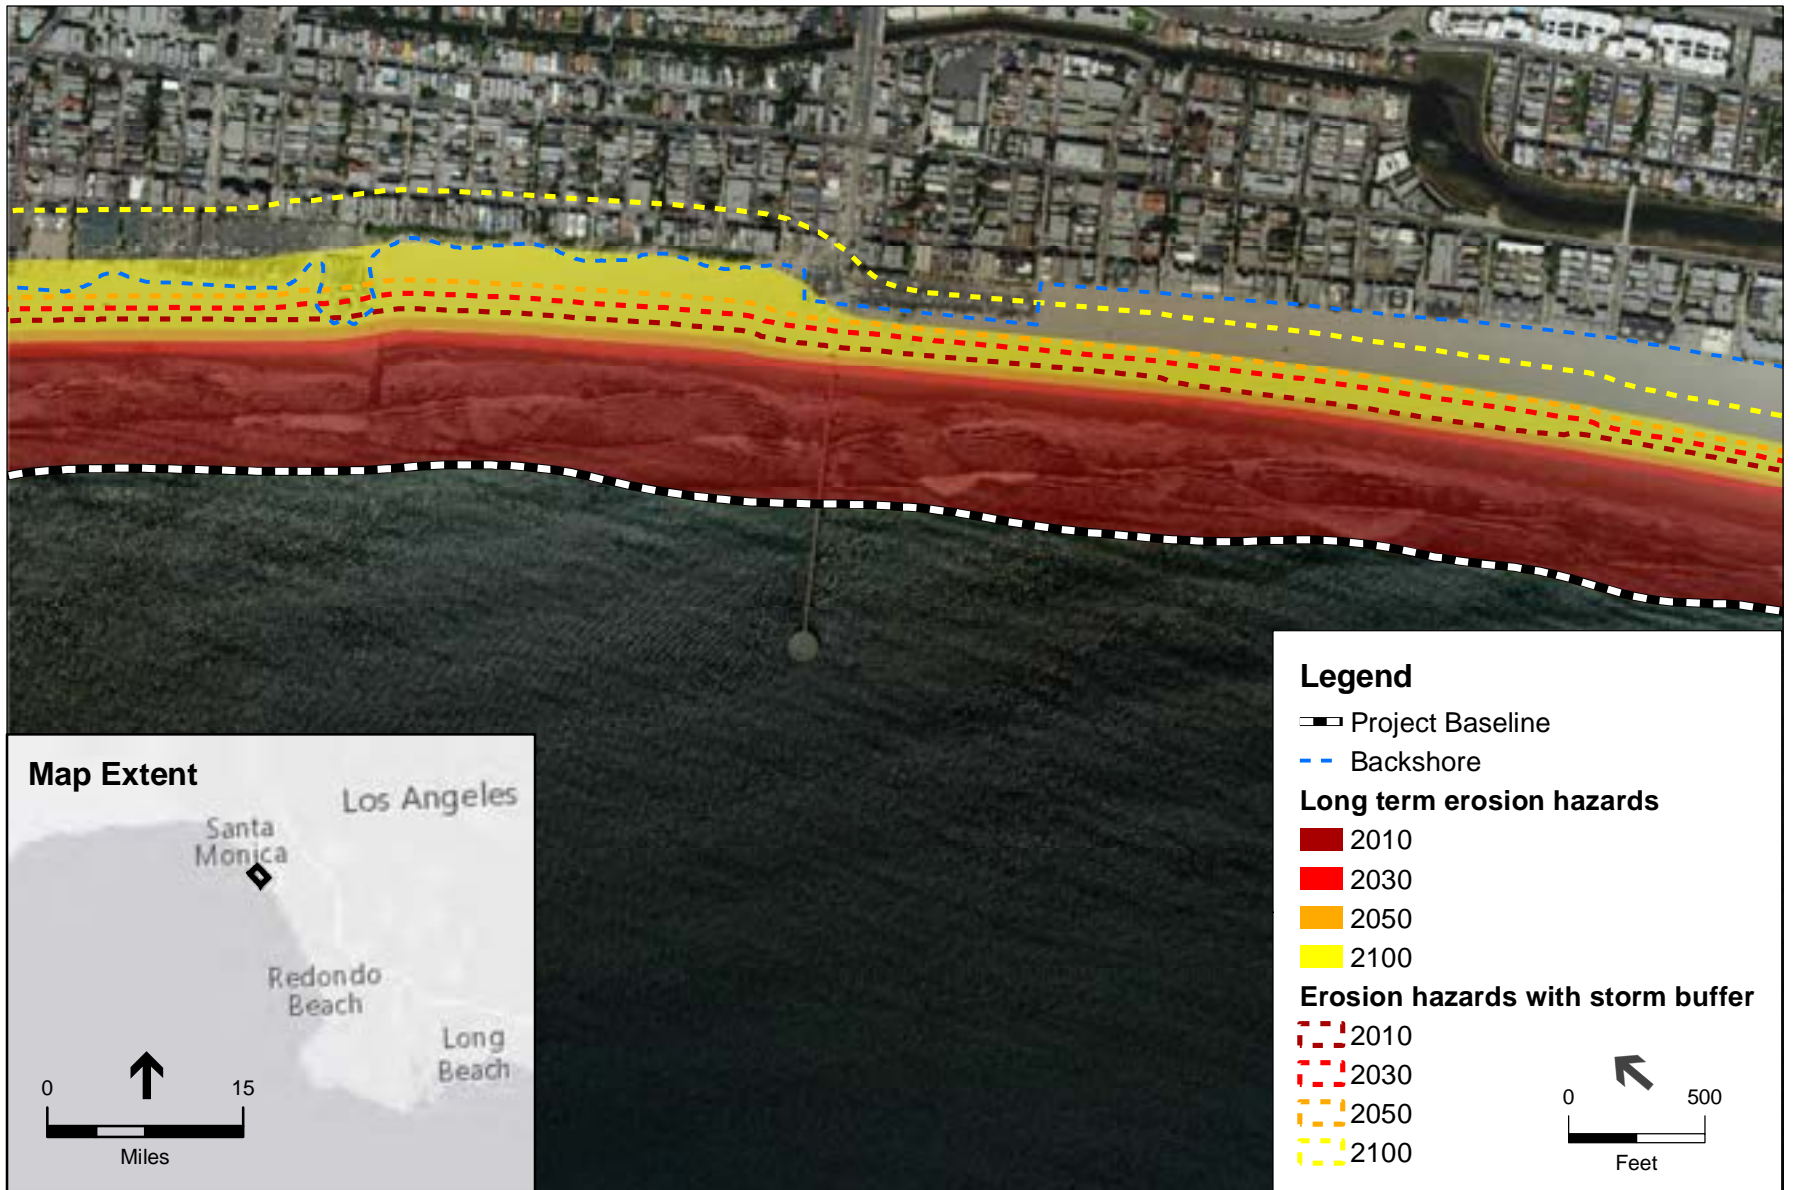 Map Extent
Los Angeles
Santa
Monica
Redondo
Beach
Long
Beach
0 15
Miles
Legend
Project Baseline
Backshore
Long term erosion hazards
2010
2030
2050
2100
Erosion hazards with storm buffer
2010
2030
2050
2100
0 500
Feet